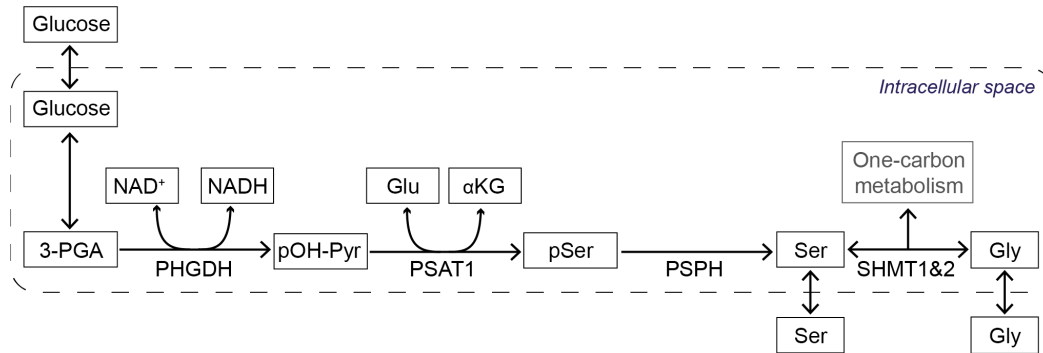 Glucose
Intracellular space
Glucose
One-carbon
metabolism
NAD⁺
NADH
Glu
αKG
3-PGA
PHGDH
pOH-Pyr
PSAT1
pSer
PSPH
Ser
SHMT1&2
Gly
Ser
Gly